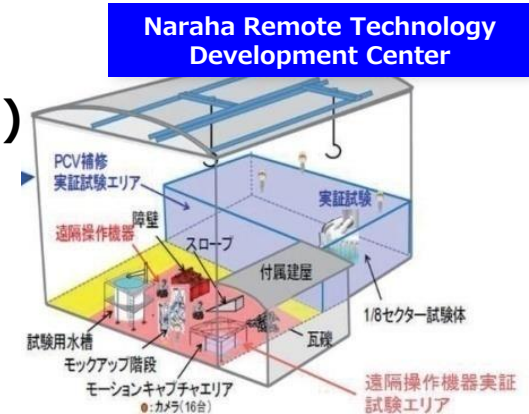 Naraha Remote Technology
Development Center
)
PCV補修
実証試験エリア
実証試験
障壁
遠隔操作機器
スロープ
付属建屋
1/8セクター試験体
瓦礫
試験用水槽
モックアップ階段
モーションキャプチャエリア
●:カメラ(16台)
遠隔操作機器実証
試験エリア